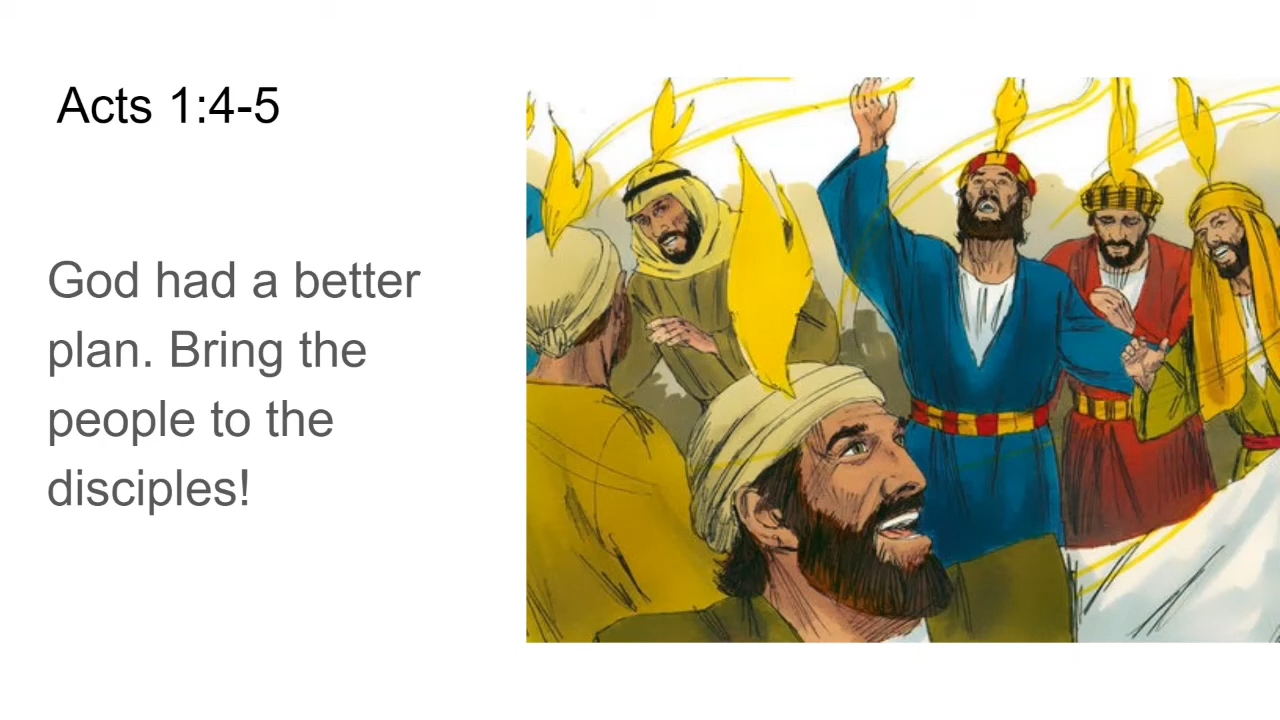 Acts 1:4-5
God had a better
plan. Bring the
people to the
disciples!